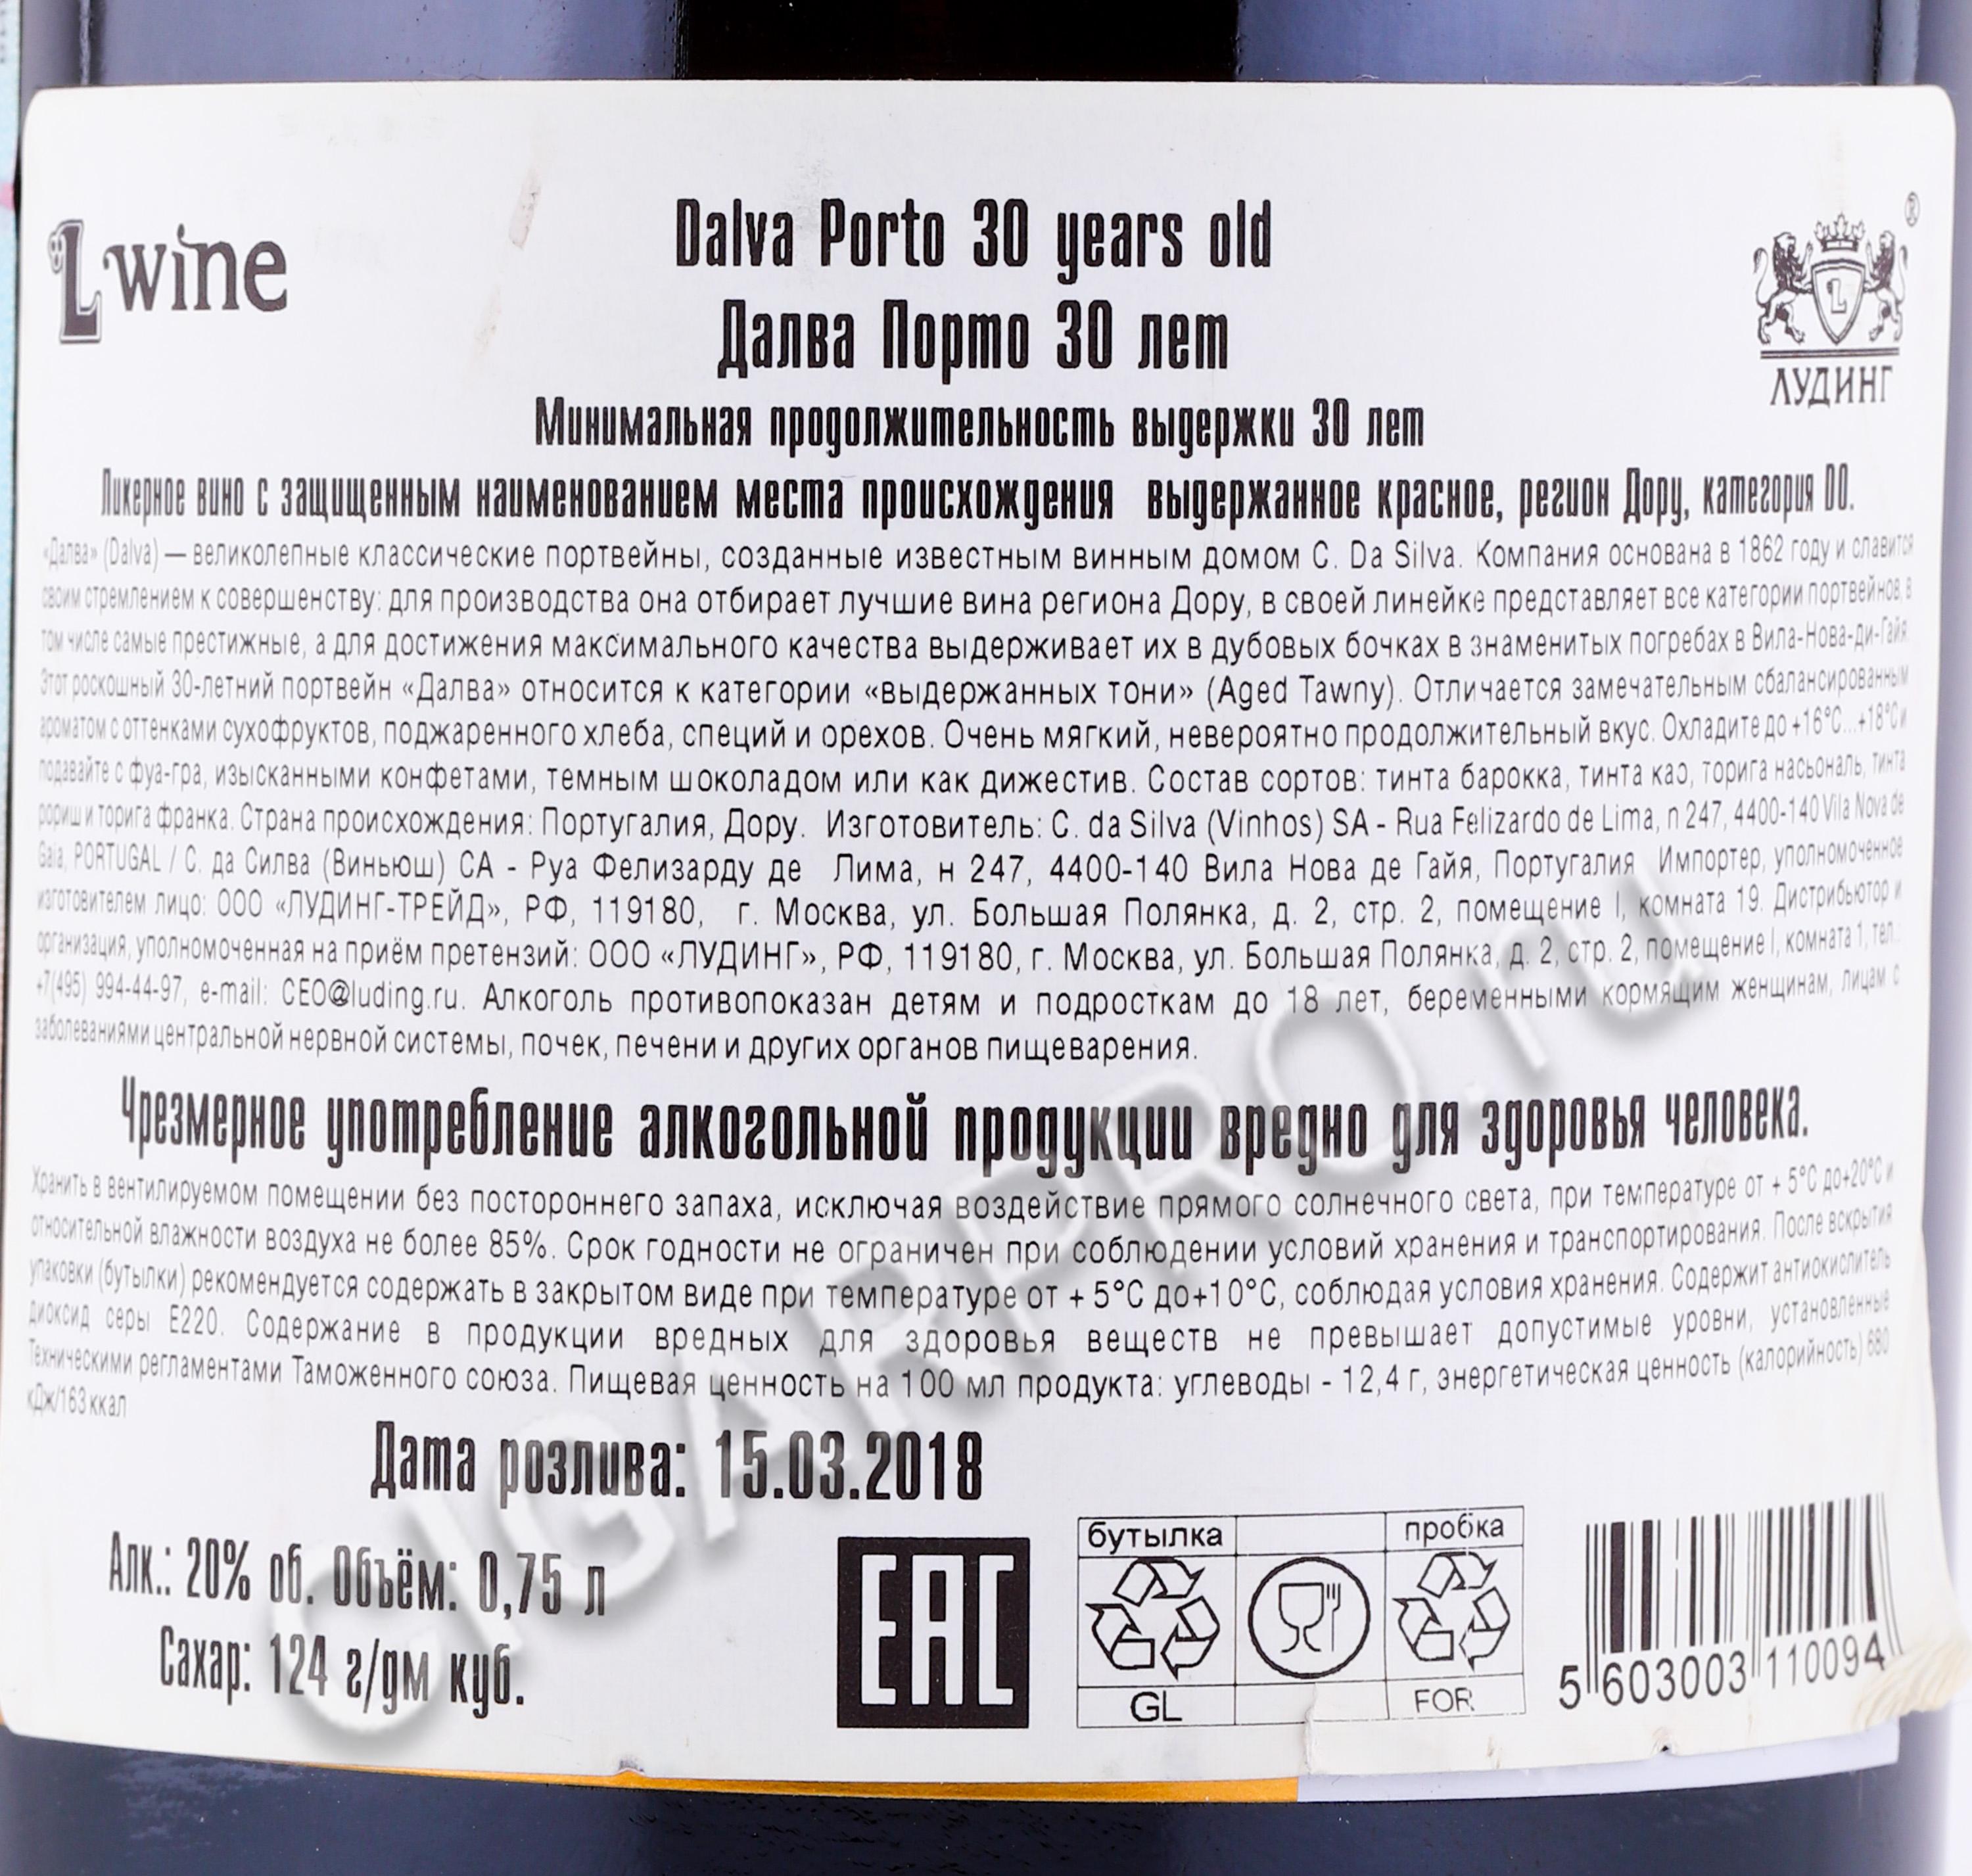 L wine
Dalva Porto 30 years old
Далва Порто 30 лет
®
ЛУДИНГ
Минимальная продолжительность выдержки 30 лет
Ликерное вино с защищенным наименованием места происхождения выдержанное красное, регион Дору, категория DO.
«Далва» (Dalva) — великолепные классические портвейны, созданные известным винным домом C. Da Silva. Компания основана в 1862 году и славится
своим стремлением к совершенству: для производства она отбирает лучшие вина региона Дору, в своей линейке представляет все категории портвейнов, в
том числе самые престижные, а для достижения максимального качества выдерживает их в дубовых бочках в знаменитых погребах в Вила-Нова-ди-Гайя.
Этот роскошный 30-летний портвейн «Далва» относится к категории «выдержанных тони» (Aged Tawny). Отличается замечательным сбалансированным
ароматом с оттенками сухофруктов, поджаренного хлеба, специй и орехов. Очень мягкий, невероятно продолжительный вкус. Охладите до +16°С...+18°С и
подавайте с фуа-гра, изысканными конфетами, темным шоколадом или как дижестив. Состав сортов: тинта барокка, тинта као, торига насьональ, тинта
рориш и торига франка. Страна происхождения: Португалия, Дору. Изготовитель: C. da Silva (Vinhos) SA - Rua Felizardo de Lima, n 247, 4400-140 Vila Nova de
Gaia, PORTUGAL / С. да Силва (Виньюш) СА - Руа Фелизарду де Лима, н 247, 4400-140 Вила Нова де Гайя, Португалия Импортер, уполномоченное
изготовителем лицо: ООО «ЛУДИНГ-ТРЕЙД», РФ, 119180, г. Москва, ул. Большая Полянка, д. 2, стр. 2, помещение I, комната 19. Дистрибьютор и
организация, уполномоченная на приём претензий: ООО «ЛУДИНГ», РФ, 119180, г. Москва, ул. Большая Полянка, д. 2, стр. 2, помещение I, комната 1, тел.:
+7(495) 994-44-97, e-mail: CEO@luding.ru. Алкоголь противопоказан детям и подросткам до 18 лет, беременными кормящим женщинам, лицам с
заболеваниями центральной нервной системы, почек, печени и других органов пищеварения.
Чрезмерное употребление алкогольной продукции вредно для здоровья человека.
Хранить в вентилируемом помещении без постороннего запаха, исключая воздействие прямого солнечного света, при температуре от + 5°С до+20°С и
относительной влажности воздуха не более 85%. Срок годности не ограничен при соблюдении условий хранения и транспортирования. После вскрытия
упаковки (бутылки) рекомендуется содержать в закрытом виде при температуре от + 5°С до+10°С, соблюдая условия хранения. Содержит антиокислитель
диоксид серы Е220. Содержание в продукции вредных для здоровья веществ не превышает допустимые уровни, установленные
Техническими регламентами Таможенного союза. Пищевая ценность на 100 мл продукта: углеводы - 12,4 г, энергетическая ценность (калорийность) 680
кДж/163 ккал
Дата розлива: 15.03.2018
Алк.: 20% об. Объём: 0,75 л
Сахар: 124 г/дм куб.
EAC
бутылка пробка
GL FOR
5 603003 110094
CIGARPRO.ru